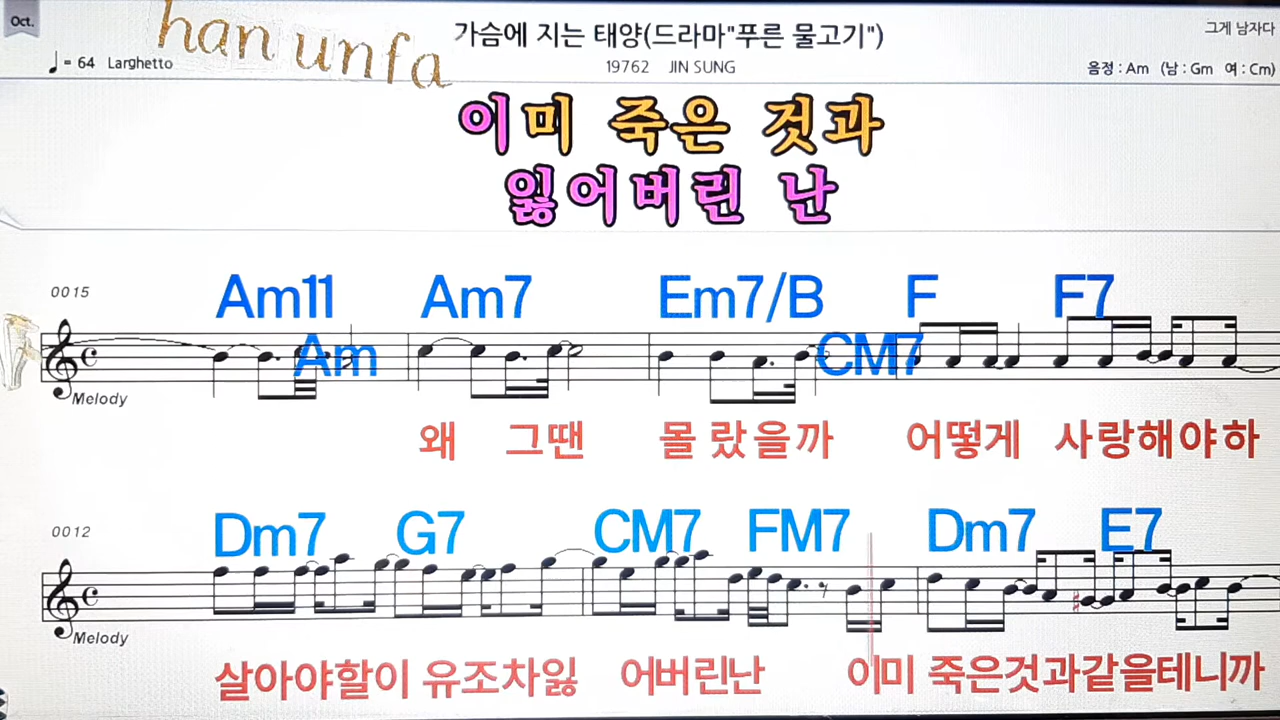 Oct.
han unfa
가슴에 지는 태양(드라마"푸른 물고기")
그게 남자다
♩= 64 Larghetto
19762 JIN SUNG
음정 : Am (남 : Gm 여 : Cm)
이미 죽은 것과
잃어버린 난
0015
Am11 Am7 Em7/B F F7
Am CM7
Melody
왜 그땐 몰랐을까 어떻게 사랑해야하
0012
Dm7 G7 CM7 FM7 Dm7 E7
Melody
살아야할이 유조차잃 어버린난 이미 죽은것과같을테니까